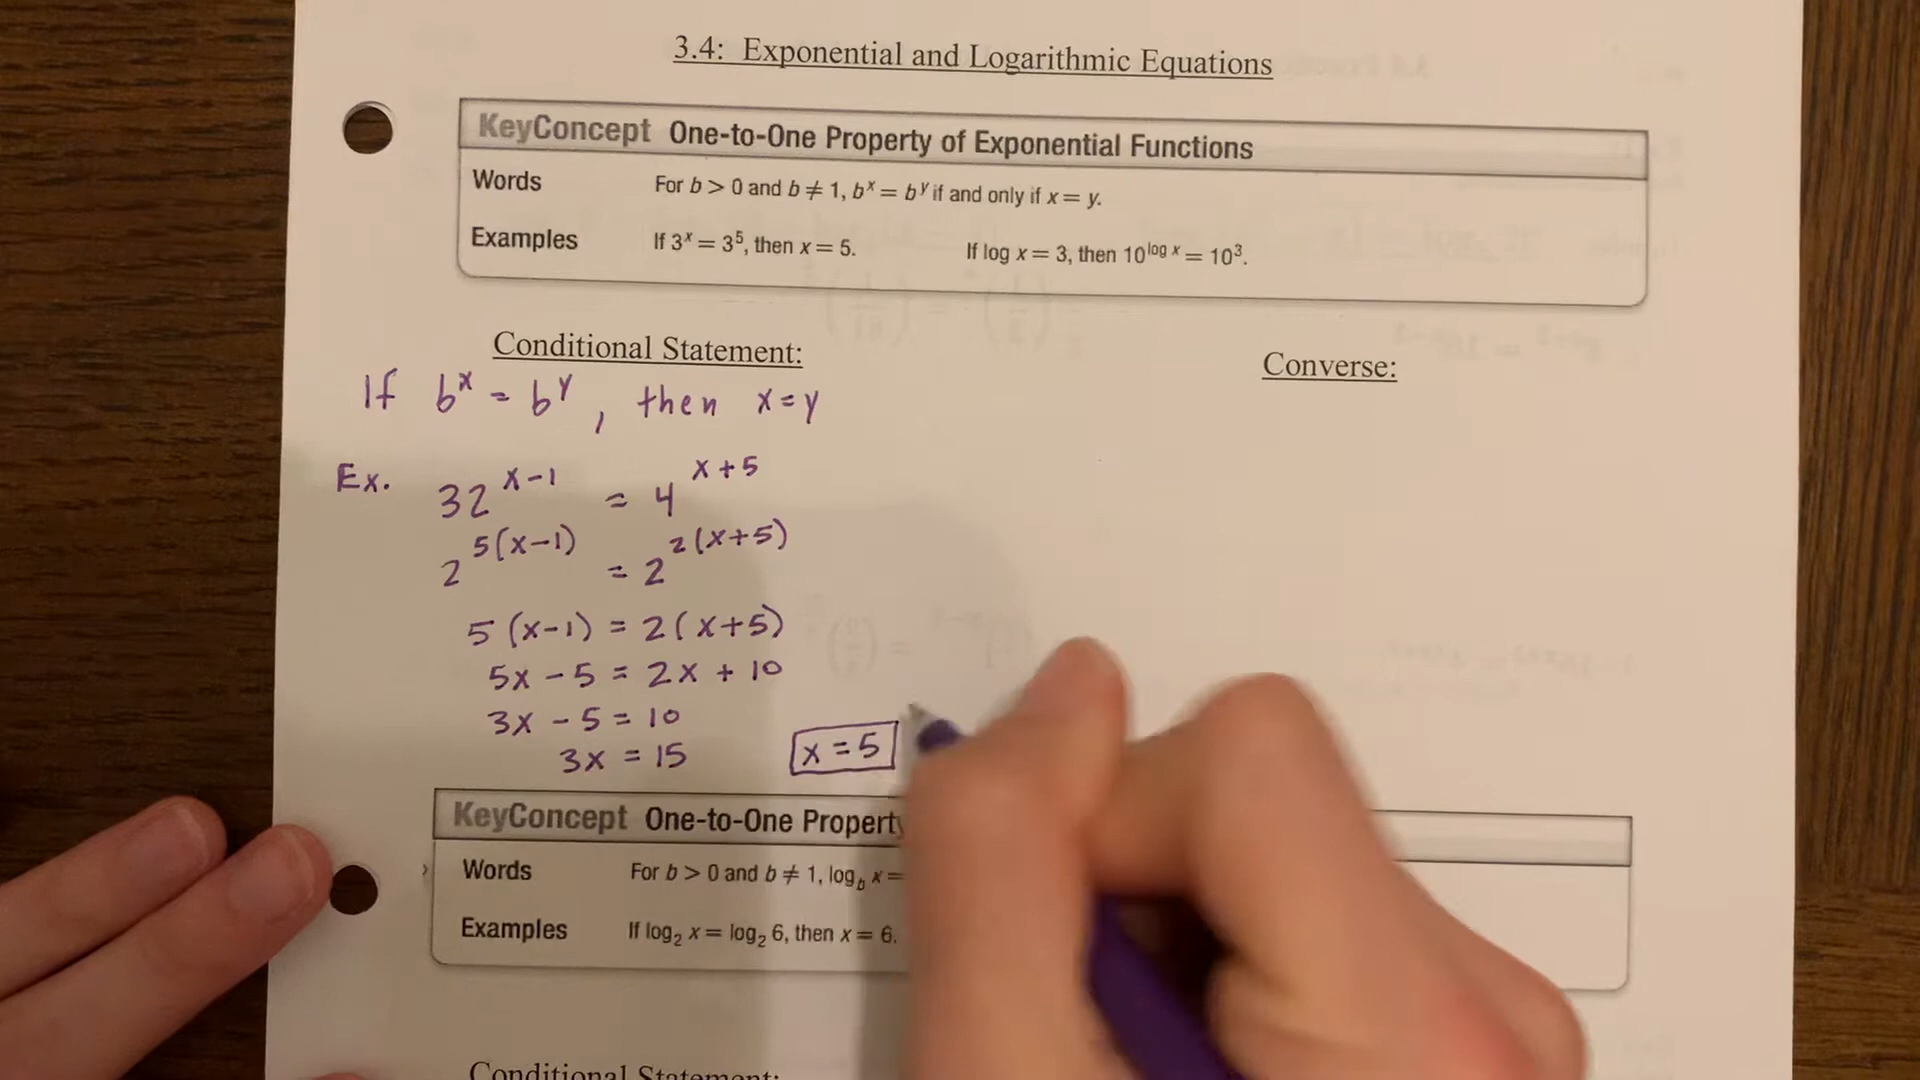 3.4: Exponential and Logarithmic Equations
KeyConcept One-to-One Property of Exponential Functions
Words For b > 0 and b ≠ 1, bˣ = bʸ if and only if x = y.
Examples If 3ˣ = 3⁵, then x = 5. If log x = 3, then 10^(log x) = 10³.
Conditional Statement: Converse:
If bˣ = bʸ, then x = y
Ex. 32^(x-1) = 4^(x+5)
2^(5(x-1)) = 2^(2(x+5))
5(x-1) = 2(x+5)
5x - 5 = 2x + 10
3x - 5 = 10
3x = 15 x = 5
KeyConcept One-to-One Property
Words For b > 0 and b ≠ 1, log_b x =
Examples If log₂ x = log₂ 6, then x = 6.
Conditional Statement: